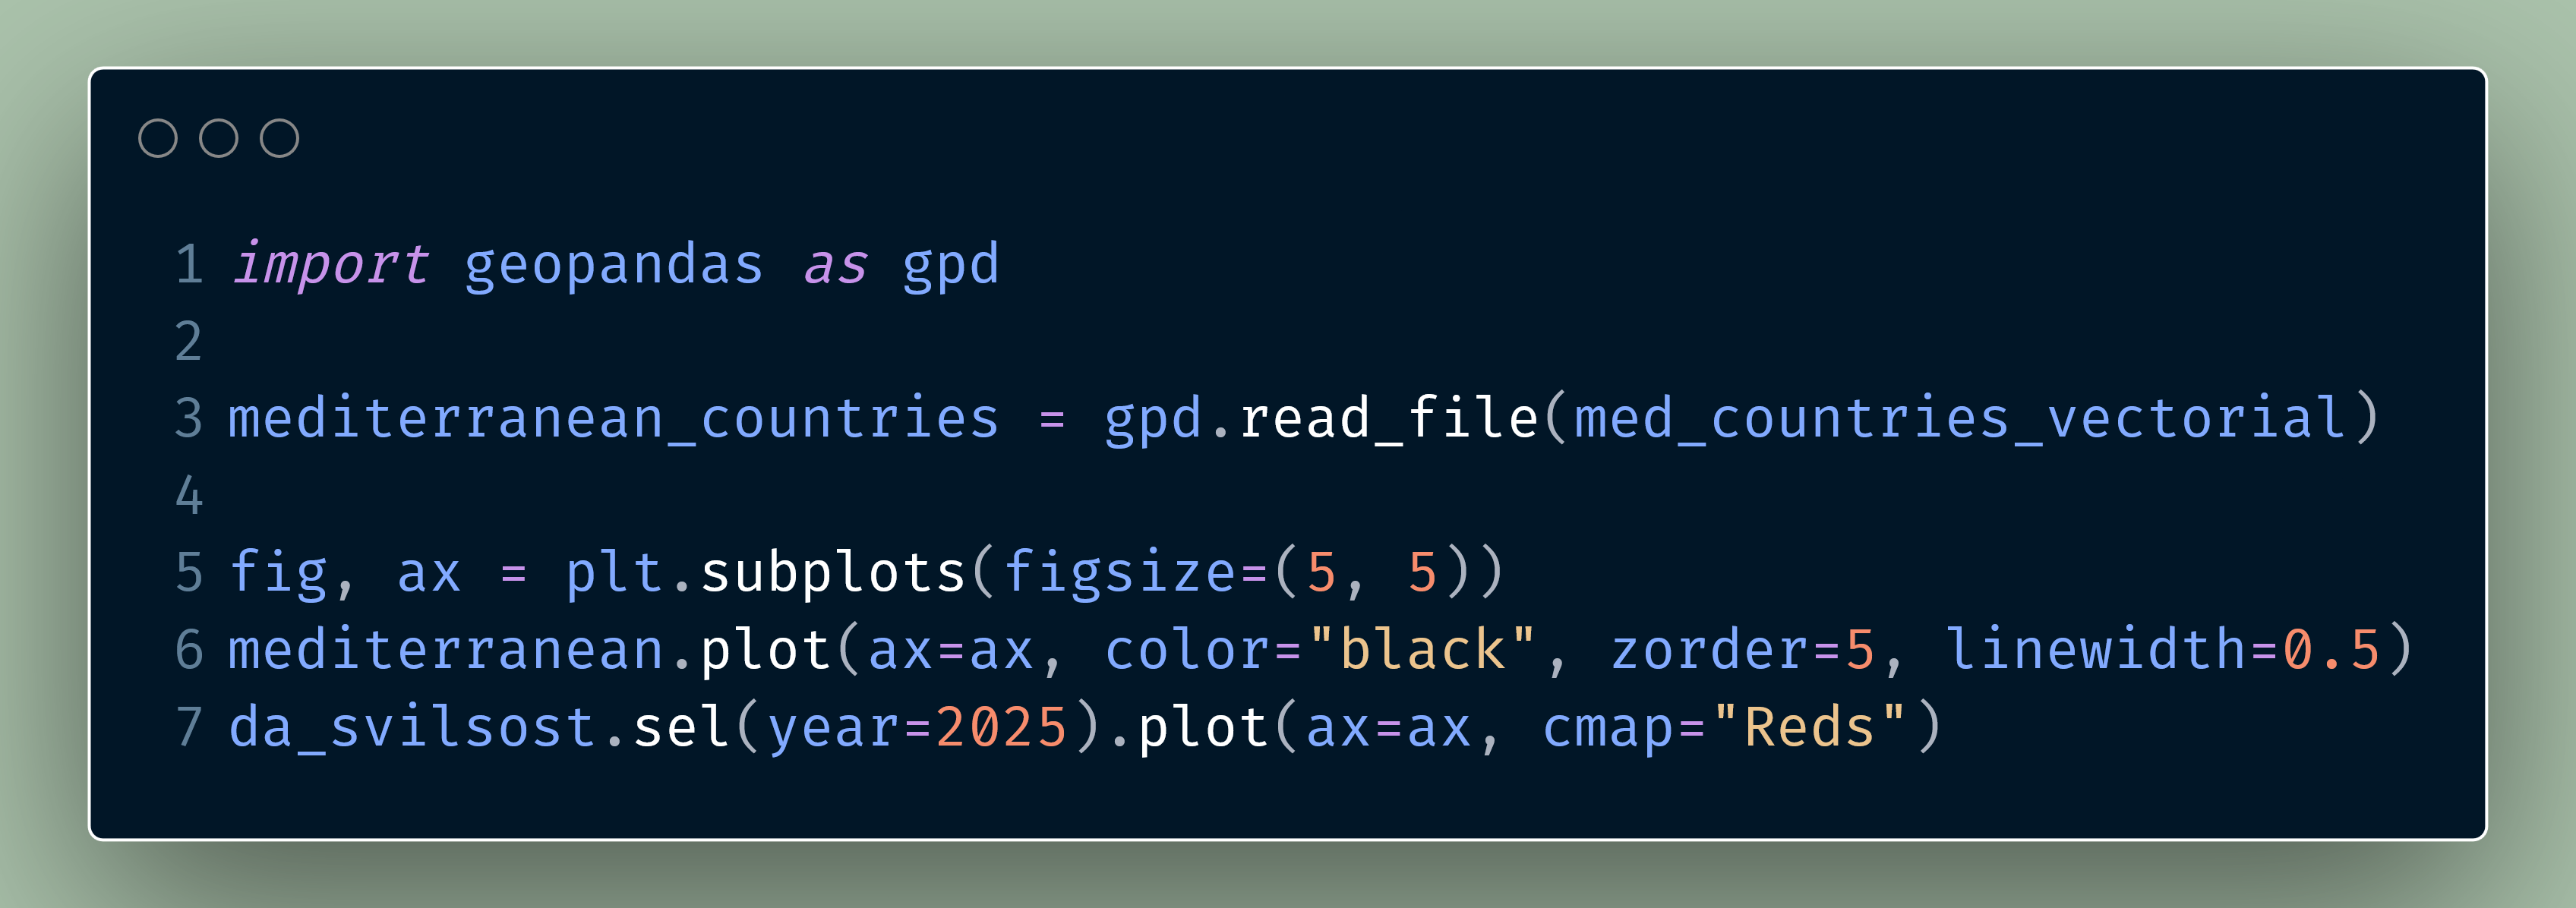 1 import geopandas as gpd
2
3 mediterranean_countries = gpd.read_file(med_countries_vectorial)
4
5 fig, ax = plt.subplots(figsize=(5, 5))
6 mediterranean.plot(ax=ax, color="black", zorder=5, linewidth=0.5)
7 da_svilsost.sel(year=2025).plot(ax=ax, cmap="Reds")